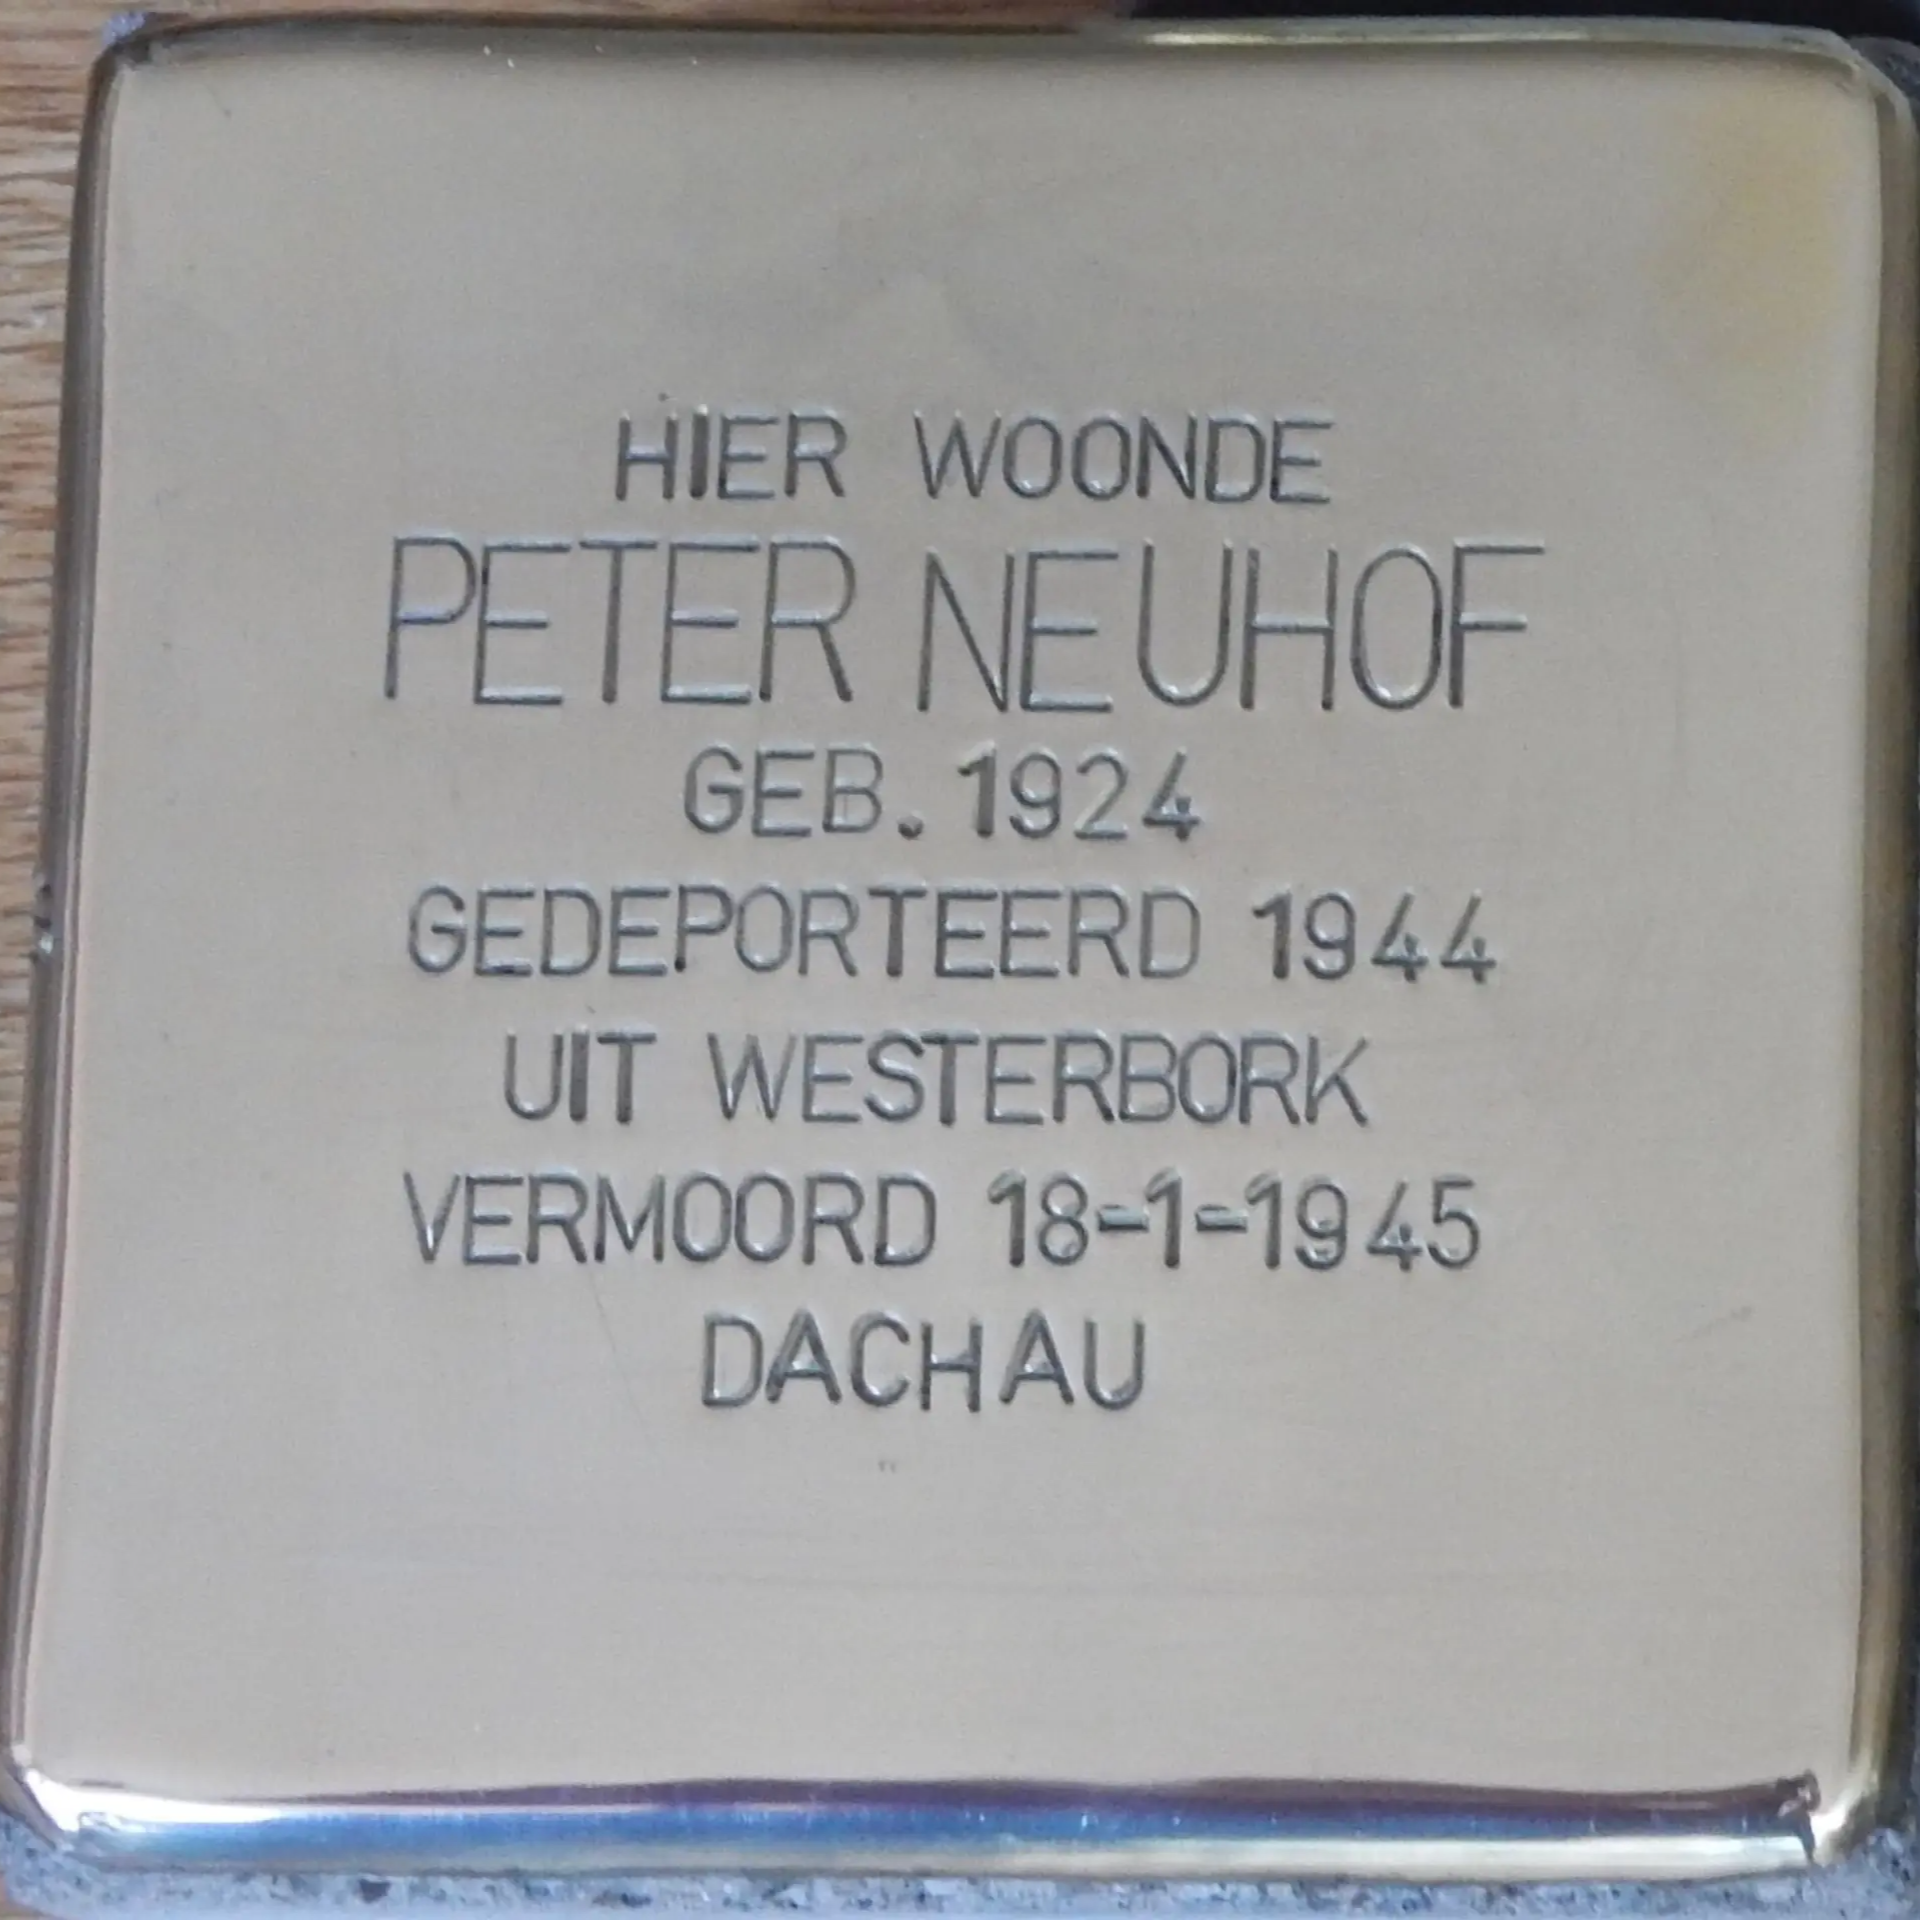 HIER WOONDE
PETER NEUHOF
GEB. 1924
GEDEPORTEERD 1944
UIT WESTERBORK
VERMOORD 18-1-1945
DACHAU